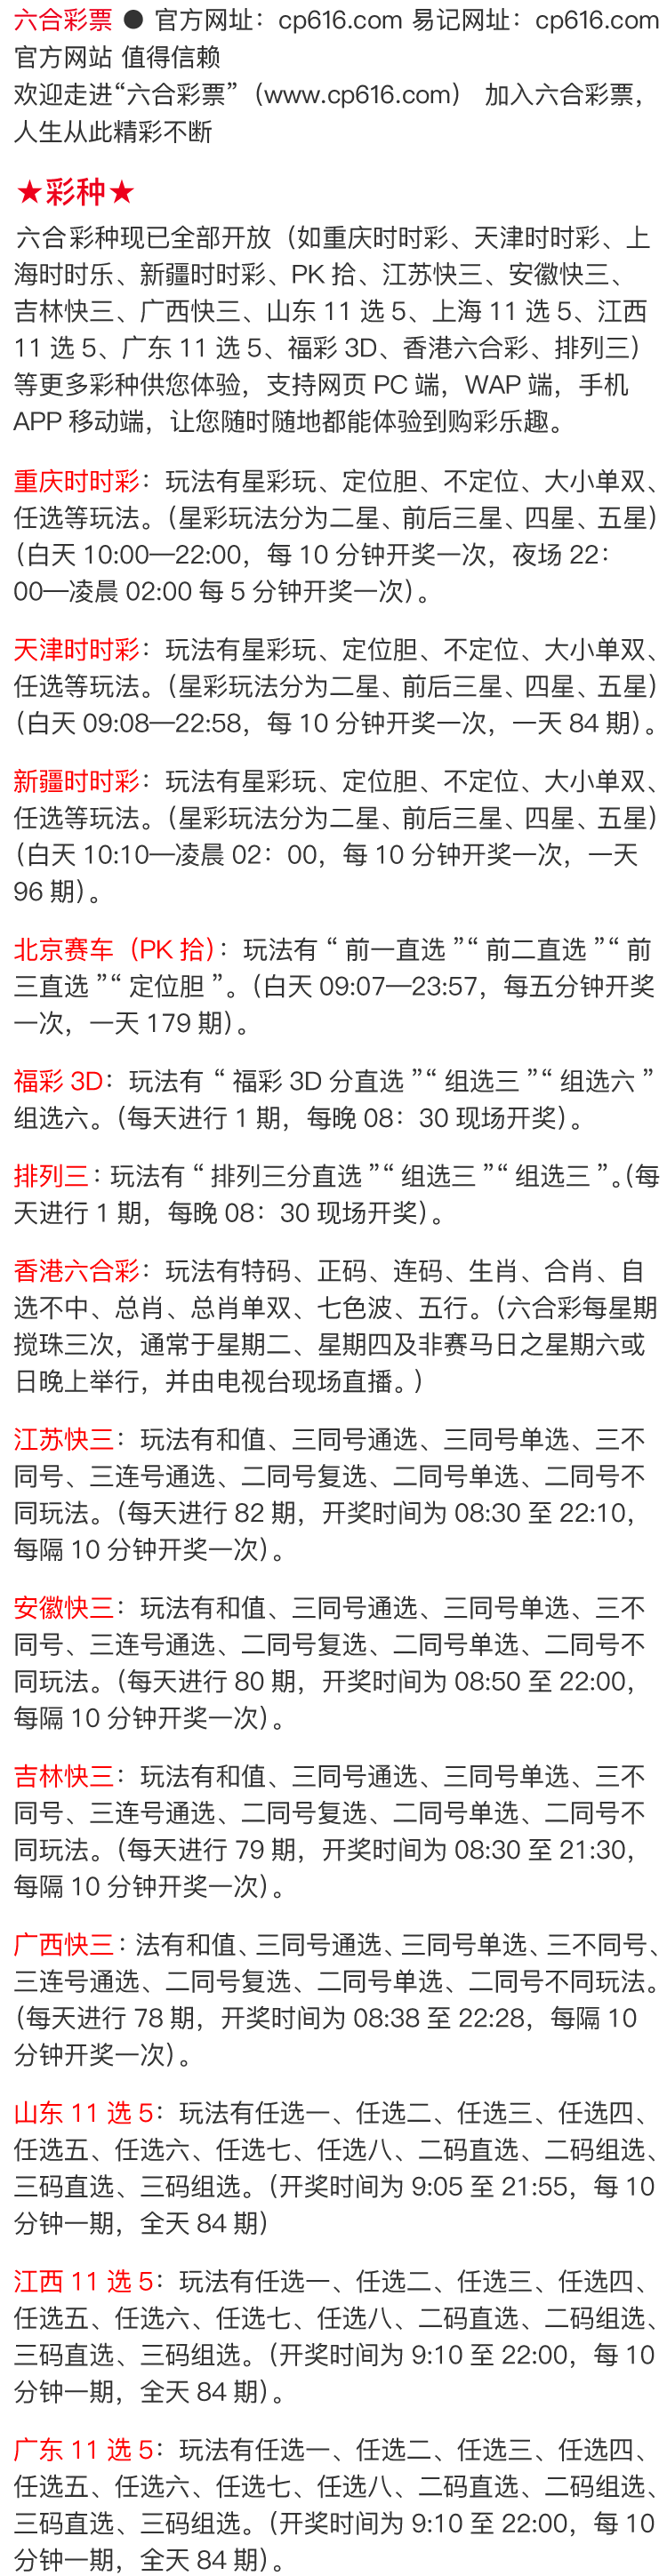 六合彩票 ● 官方网址：cp616.com 易记网址：cp616.com
官方网站 值得信赖
欢迎走进“六合彩票”（www.cp616.com） 加入六合彩票，
人生从此精彩不断
★彩种★
六合彩种现已全部开放（如重庆时时彩、天津时时彩、上
海时时乐、新疆时时彩、PK 拾、江苏快三、安徽快三、
吉林快三、广西快三、山东 11 选 5、上海 11 选 5、江西
11 选 5、广东 11 选 5、福彩 3D、香港六合彩、排列三）
等更多彩种供您体验，支持网页 PC 端，WAP 端，手机
APP 移动端，让您随时随地都能体验到购彩乐趣。
重庆时时彩：玩法有星彩玩、定位胆、不定位、大小单双、
任选等玩法。（星彩玩法分为二星、前后三星、四星、五星）
（白天 10:00—22:00，每 10 分钟开奖一次，夜场 22：
00—凌晨 02:00 每 5 分钟开奖一次）。
天津时时彩：玩法有星彩玩、定位胆、不定位、大小单双、
任选等玩法。（星彩玩法分为二星、前后三星、四星、五星）
（白天 09:08—22:58，每 10 分钟开奖一次，一天 84 期）。
新疆时时彩：玩法有星彩玩、定位胆、不定位、大小单双、
任选等玩法。（星彩玩法分为二星、前后三星、四星、五星）
（白天 10:10—凌晨 02：00，每 10 分钟开奖一次，一天
96 期）。
北京赛车（PK 拾）：玩法有 “ 前一直选 ”“ 前二直选 ”“ 前
三直选 ”“ 定位胆 ”。（白天 09:07—23:57，每五分钟开奖
一次，一天 179 期）。
福彩 3D：玩法有 “ 福彩 3D 分直选 ”“ 组选三 ”“ 组选六 ”
组选六。（每天进行 1 期，每晚 08：30 现场开奖）。
排列三：玩法有 “ 排列三分直选 ”“ 组选三 ”“ 组选三 ”。（每
天进行 1 期，每晚 08：30 现场开奖）。
香港六合彩：玩法有特码、正码、连码、生肖、合肖、自
选不中、总肖、总肖单双、七色波、五行。（六合彩每星期
搅珠三次，通常于星期二、星期四及非赛马日之星期六或
日晚上举行，并由电视台现场直播。）
江苏快三：玩法有和值、三同号通选、三同号单选、三不
同号、三连号通选、二同号复选、二同号单选、二同号不
同玩法。（每天进行 82 期，开奖时间为 08:30 至 22:10，
每隔 10 分钟开奖一次）。
安徽快三：玩法有和值、三同号通选、三同号单选、三不
同号、三连号通选、二同号复选、二同号单选、二同号不
同玩法。（每天进行 80 期，开奖时间为 08:50 至 22:00，
每隔 10 分钟开奖一次）。
吉林快三：玩法有和值、三同号通选、三同号单选、三不
同号、三连号通选、二同号复选、二同号单选、二同号不
同玩法。（每天进行 79 期，开奖时间为 08:30 至 21:30，
每隔 10 分钟开奖一次）。
广西快三：法有和值、三同号通选、三同号单选、三不同号、
三连号通选、二同号复选、二同号单选、二同号不同玩法。
（每天进行 78 期，开奖时间为 08:38 至 22:28，每隔 10
分钟开奖一次）。
山东 11 选 5：玩法有任选一、任选二、任选三、任选四、
任选五、任选六、任选七、任选八、二码直选、二码组选、
三码直选、三码组选。（开奖时间为 9:05 至 21:55，每 10
分钟一期，全天 84 期）
江西 11 选 5：玩法有任选一、任选二、任选三、任选四、
任选五、任选六、任选七、任选八、二码直选、二码组选、
三码直选、三码组选。（开奖时间为 9:10 至 22:00，每 10
分钟一期，全天 84 期）。
广东 11 选 5：玩法有任选一、任选二、任选三、任选四、
任选五、任选六、任选七、任选八、二码直选、二码组选、
三码直选、三码组选。（开奖时间为 9:10 至 22:00，每 10
分钟一期，全天 84 期）。